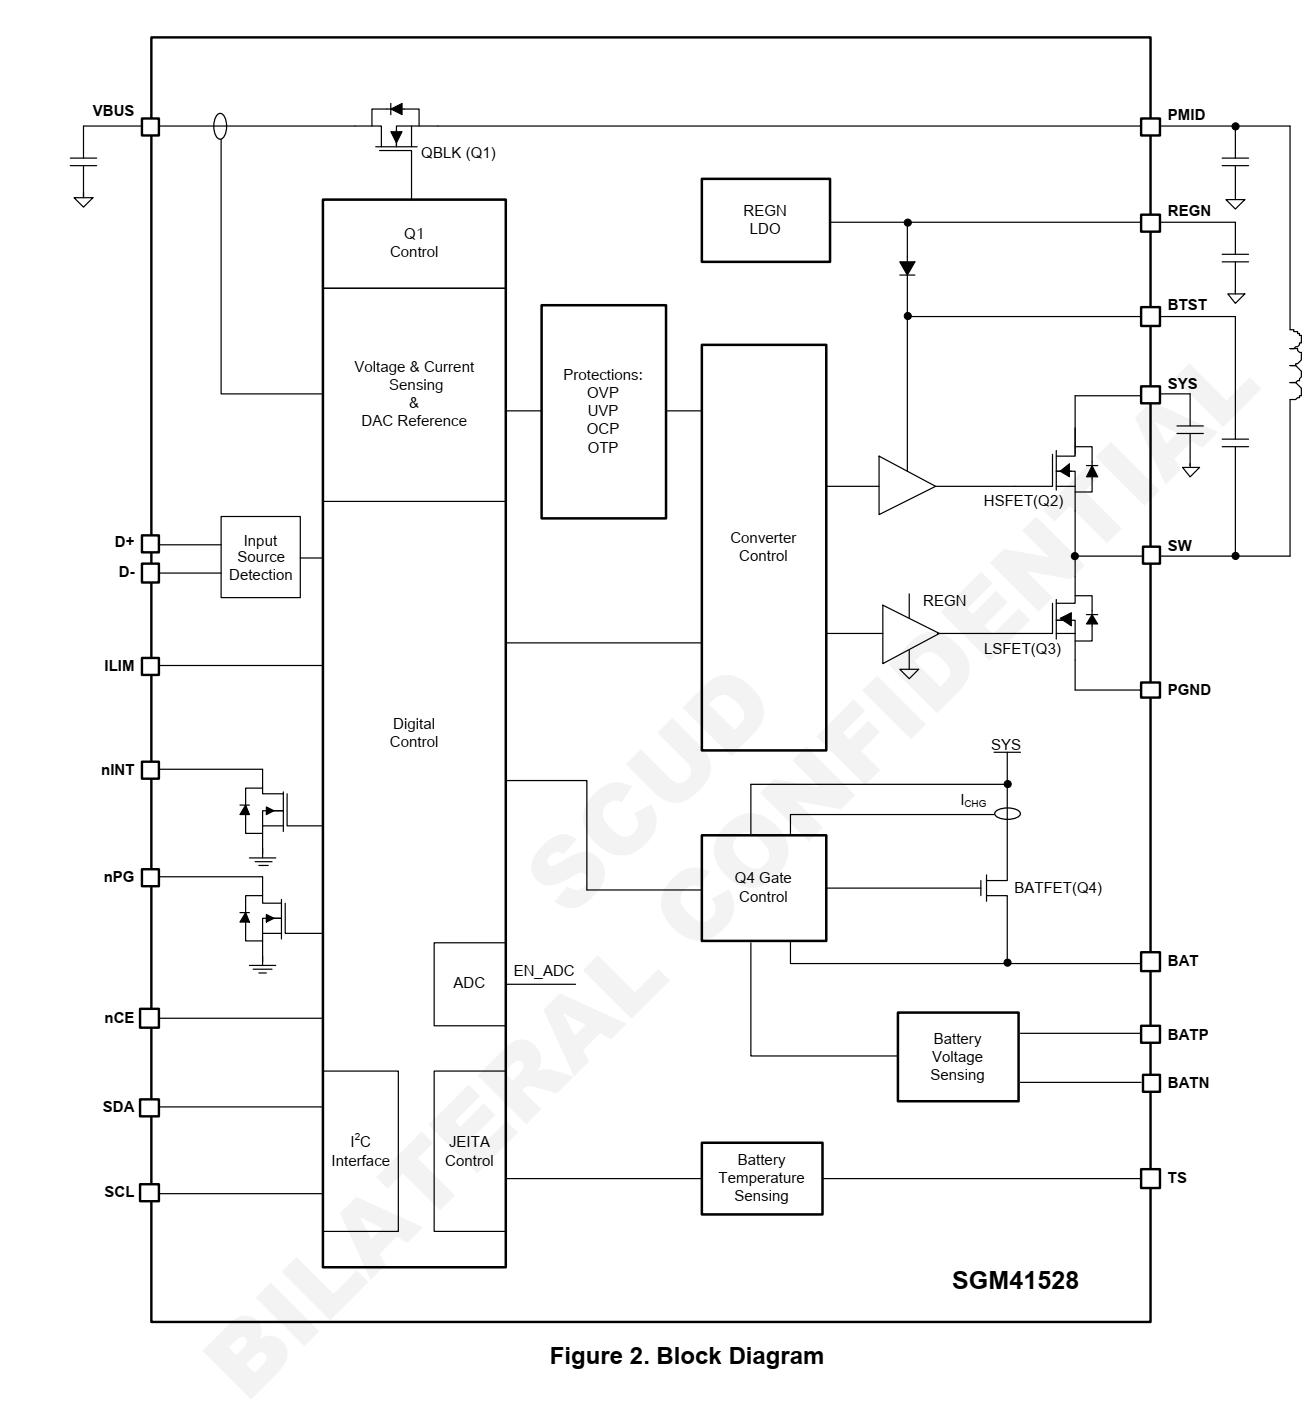 VBUS
PMID
QBLK (Q1)
REGN
LDO
REGN
Q1
Control
BTST
Voltage & Current
Sensing
&
DAC Reference
Protections:
OVP
UVP
OCP
OTP
SYS
HSFET(Q2)
D+
D-
Input
Source
Detection
Converter
Control
SW
REGN
LSFET(Q3)
ILIM
PGND
Digital
Control
nINT
SYS
ICHG
nPG
Q4 Gate
Control
BATFET(Q4)
BAT
ADC
EN_ADC
nCE
Battery
Voltage
Sensing
BATP
BATN
SDA
I2C
Interface
JEITA
Control
Battery
Temperature
Sensing
TS
SCL
SGM41528
Figure 2. Block Diagram
SCUD
BILATERAL CONFIDENTIAL